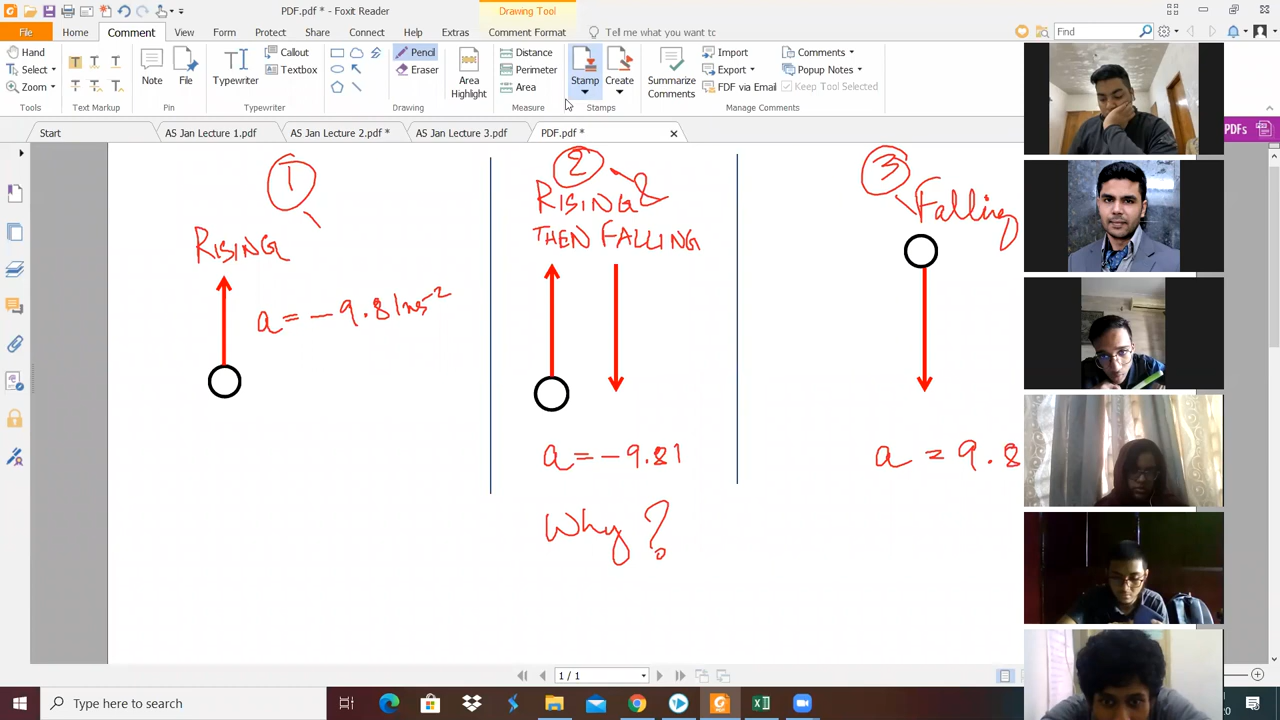 PDF.pdf * - Foxit Reader
Drawing Tool
File Home Comment View Form Protect Share Connect Help Extras Comment Format Tell me what you want tc Find
Hand
Select
Zoom
Tools
T T T
T T T
Text Markup
Note
File
Pin
Typewriter
Callout
Textbox
Typewriter
Pencil
Eraser
Drawing
Area Highlight
Distance
Perimeter
Area
Measure
Stamp
Create
Stamps
Summarize Comments
Import
Export
FDF via Email
Comments
Popup Notes
Keep Tool Selected
Manage Comments
Start AS Jan Lecture 1.pdf AS Jan Lecture 2.pdf * AS Jan Lecture 3.pdf PDF.pdf *
PDFs
1
RISING
a = -9.81ms-2
2
RISING &
THEN FALLING
a = -9.81
Why ?
3
Falling
a = 9.8
1 / 1
Type here to search
20